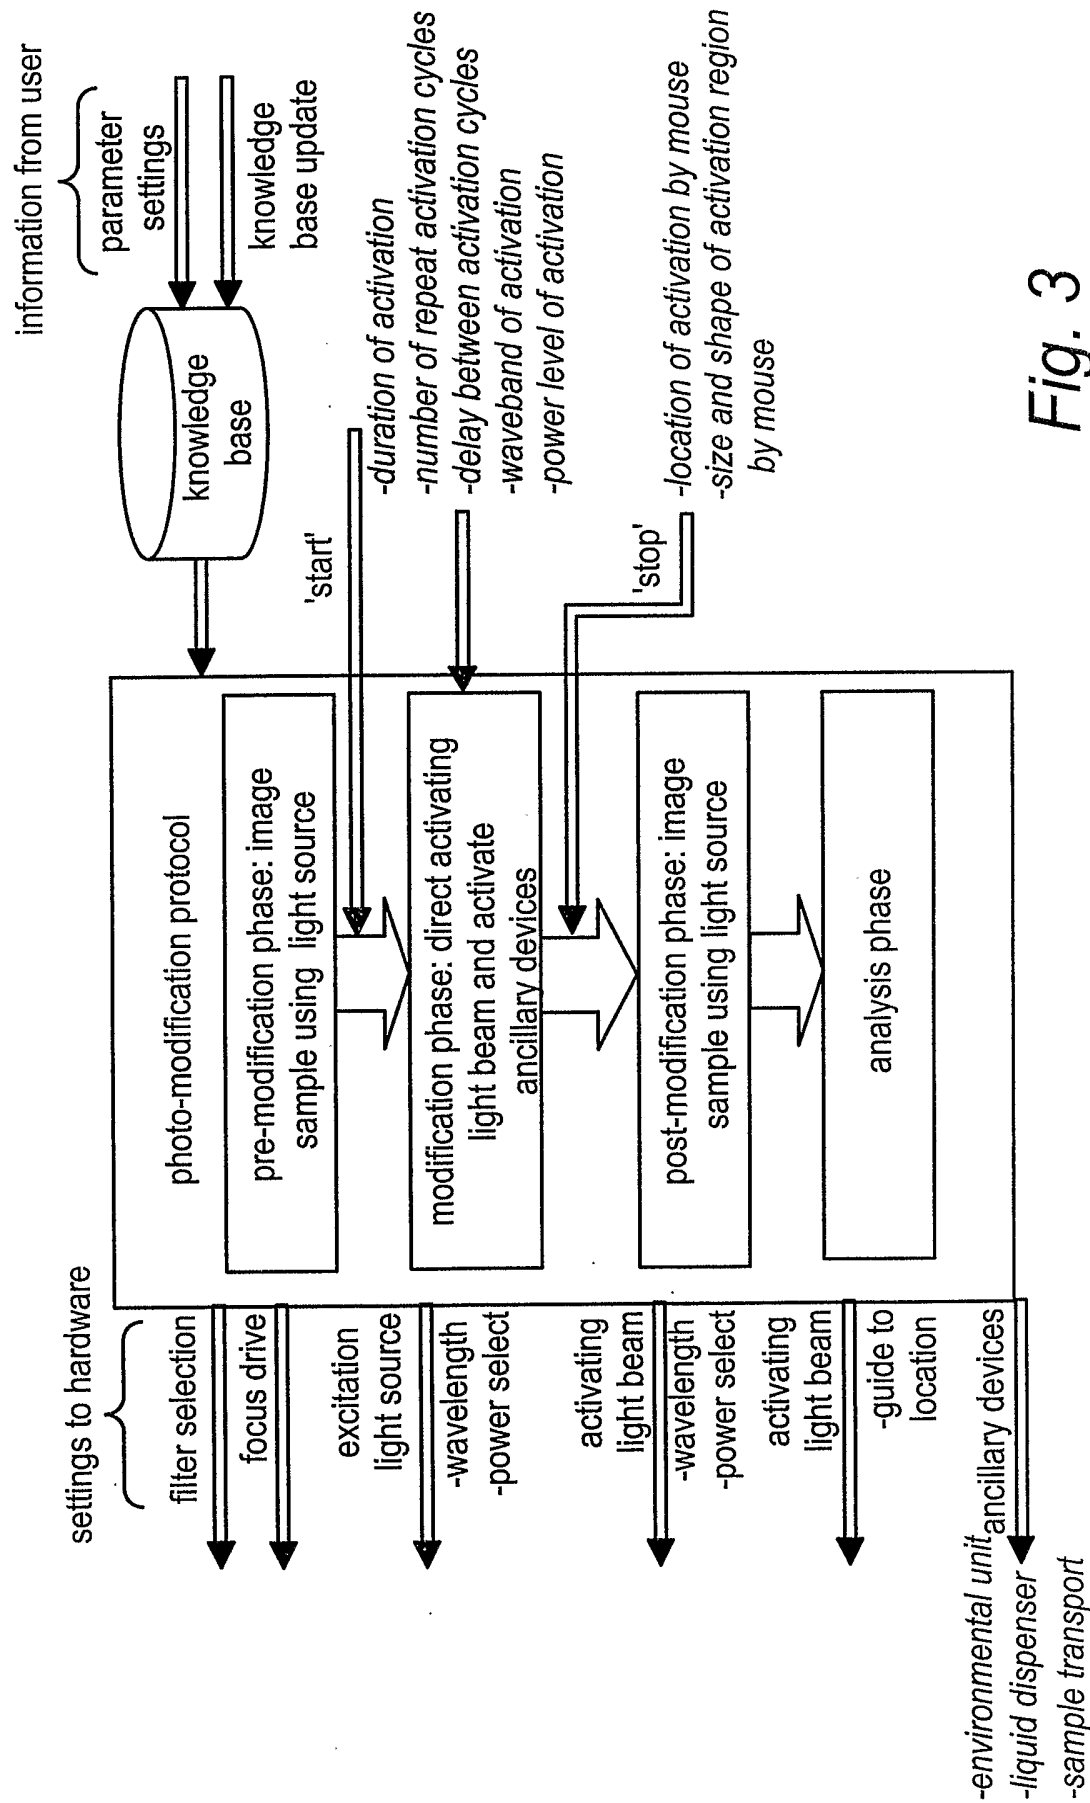 settings to hardware
filter selection
focus drive
excitation
light source
-wavelength
-power select
activating
light beam
-wavelength
-power select
activating
light beam
-guide to
location
ancillary devices
-environmental unit
-liquid dispenser
-sample transport
photo-modification protocol
pre-modification phase: image
sample using light source
modification phase: direct activating
light beam and activate
ancillary devices
post-modification phase: image
sample using light source
analysis phase
information from user
parameter
settings
knowledge
base update
knowledge
base
'start'
-duration of activation
-number of repeat activation cycles
-delay between activation cycles
-waveband of activation
-power level of activation
'stop'
-location of activation by mouse
-size and shape of activation region
by mouse
Fig. 3